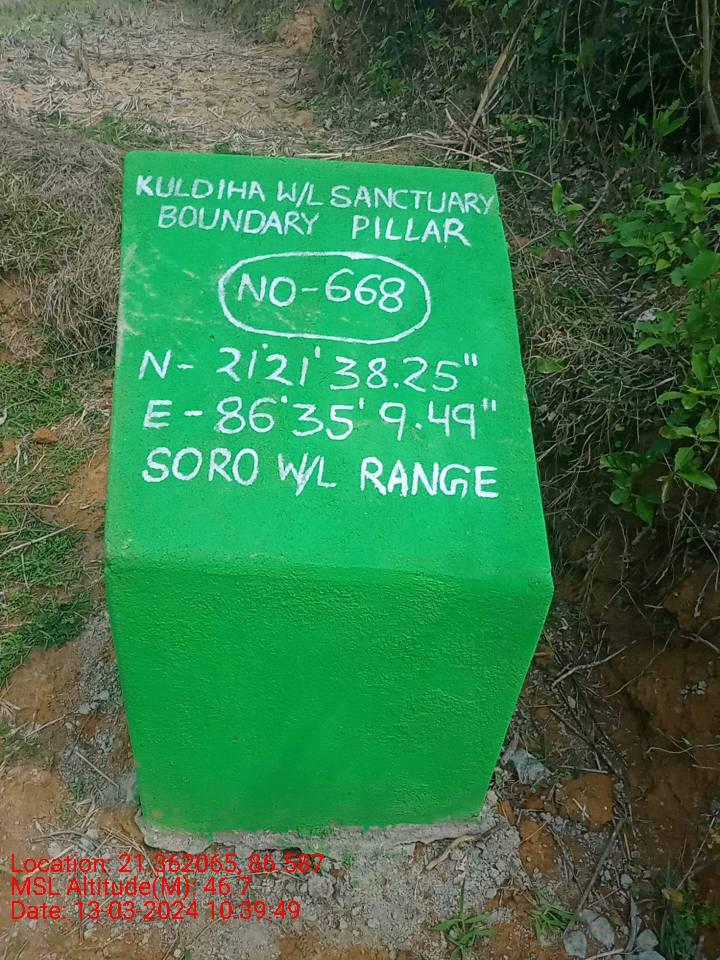 KULDIHA W/L SANCTUARY
BOUNDARY PILLAR
NO-668
N- 21°21' 38.25"
E-86°35' 9.49"
SORO W/L RANGE
Location: 21.362065, 86.587
MSL Altitude(M): 46.7
Date: 13-03-2024 10:39:49